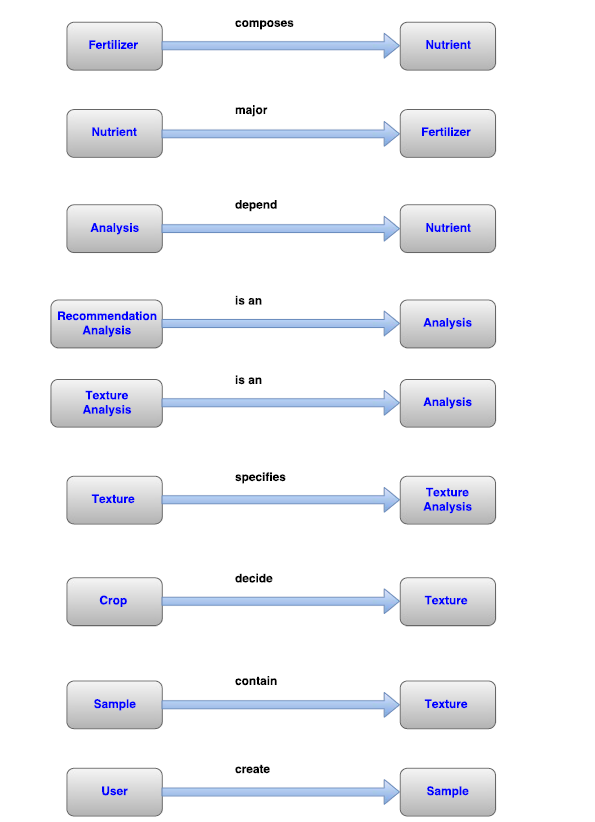 composes
Fertilizer
Nutrient
major
Nutrient
Fertilizer
depend
Analysis
Nutrient
is an
Recommendation
Analysis
Analysis
is an
Texture
Analysis
Analysis
specifies
Texture
Texture
Analysis
decide
Crop
Texture
contain
Sample
Texture
create
User
Sample